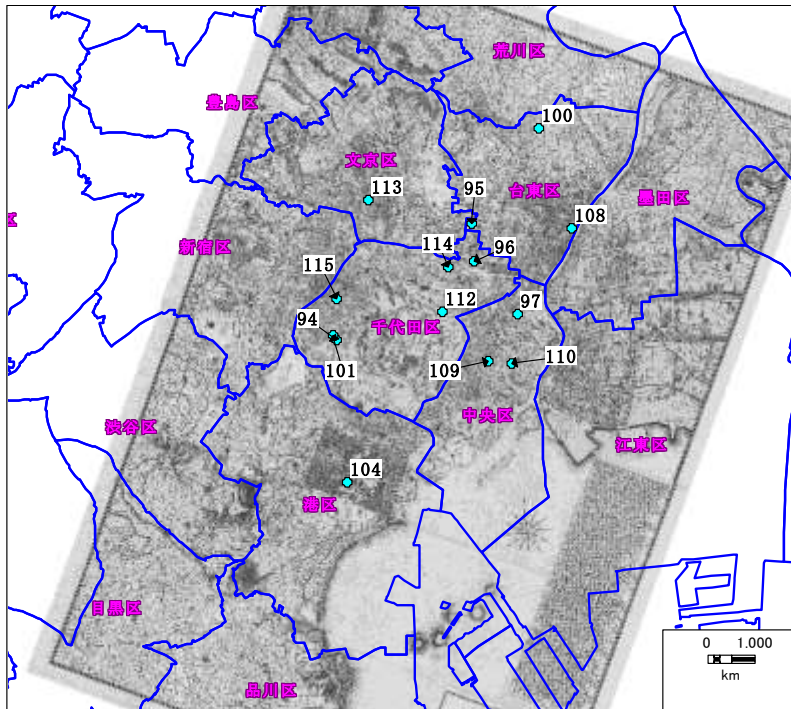 荒川区
豊島区
100
文京区
113
95
台東区
108
墨田区
区
新宿区
114
96
115
112
97
千代田区
94
101
109
110
中央区
渋谷区
江東区
104
港区
目黒区
品川区
0 1,000
km